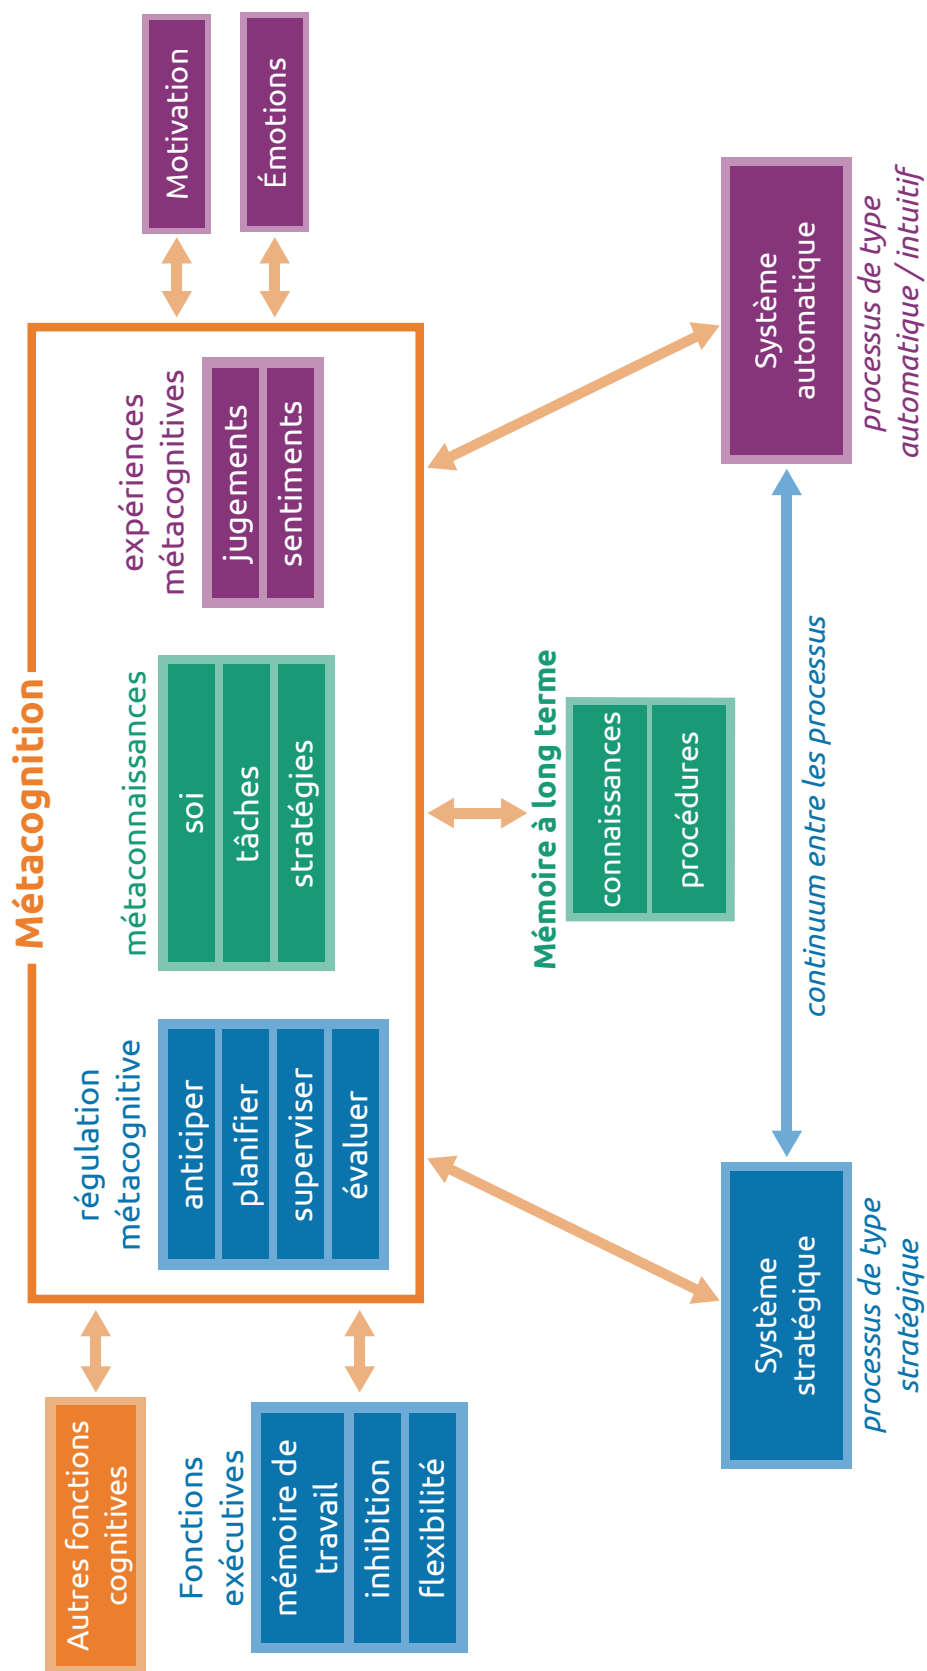 Métacognition
Autres fonctions
cognitives
Fonctions
exécutives
mémoire de
travail
inhibition
flexibilité
régulation
métacognitive
anticiper
planifier
superviser
évaluer
métaconnaissances
soi
tâches
stratégies
expériences
métacognitives
jugements
sentiments
Motivation
Émotions
Mémoire à long terme
connaissances
procédures
Système
stratégique
processus de type
stratégique
continuum entre les processus
Système
automatique
processus de type
automatique / intuitif